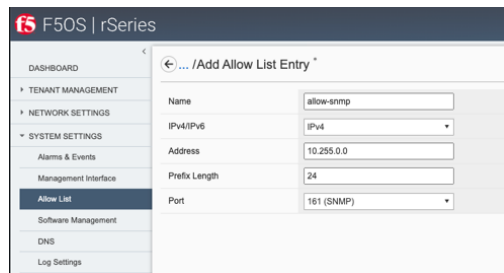 f5 F5OS | rSeries
<
DASHBOARD
TENANT MANAGEMENT
NETWORK SETTINGS
SYSTEM SETTINGS
Alarms & Events
Management Interface
Allow List
Software Management
DNS
Log Settings
... /Add Allow List Entry *
Name allow-snmp
IPv4/IPv6 IPv4
Address 10.255.0.0
Prefix Length 24
Port 161 (SNMP)